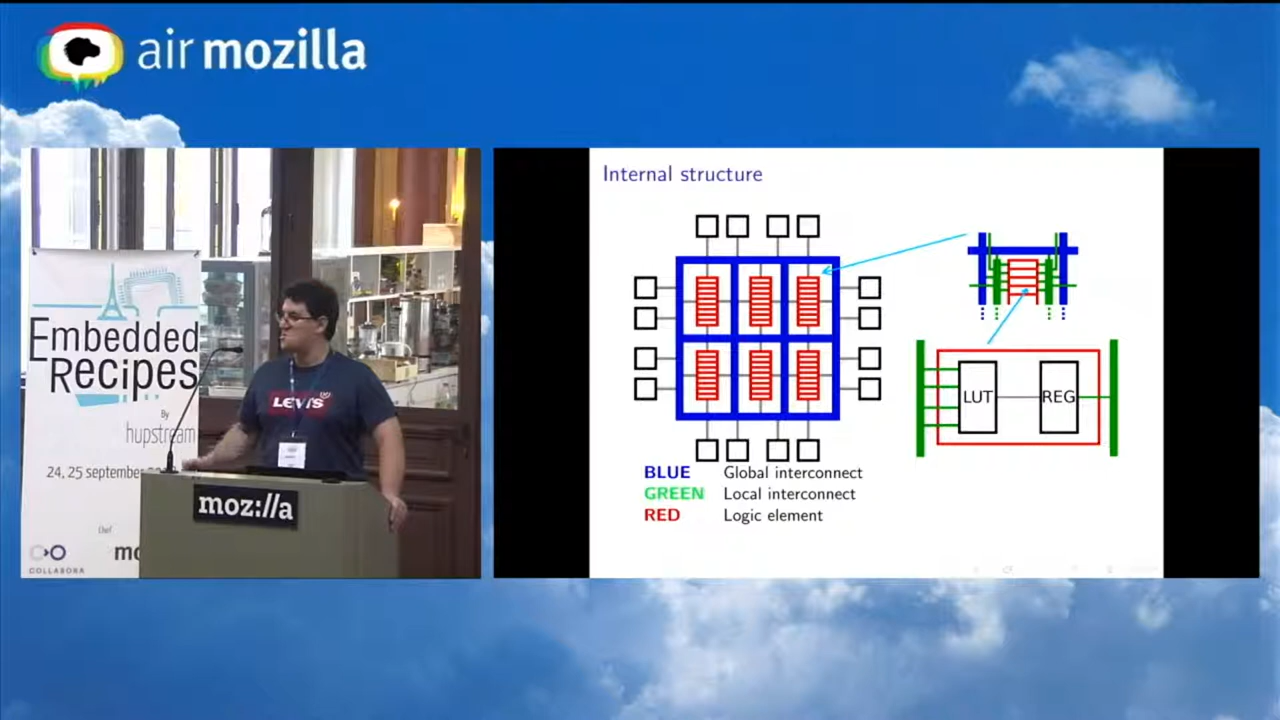 air mozilla
Embedded
Recipes
By
hupstream
24, 25 september
Chef
COLLABORA
LEVI'S
moz://a
Internal structure
LUT
REG
BLUE Global interconnect
GREEN Local interconnect
RED Logic element